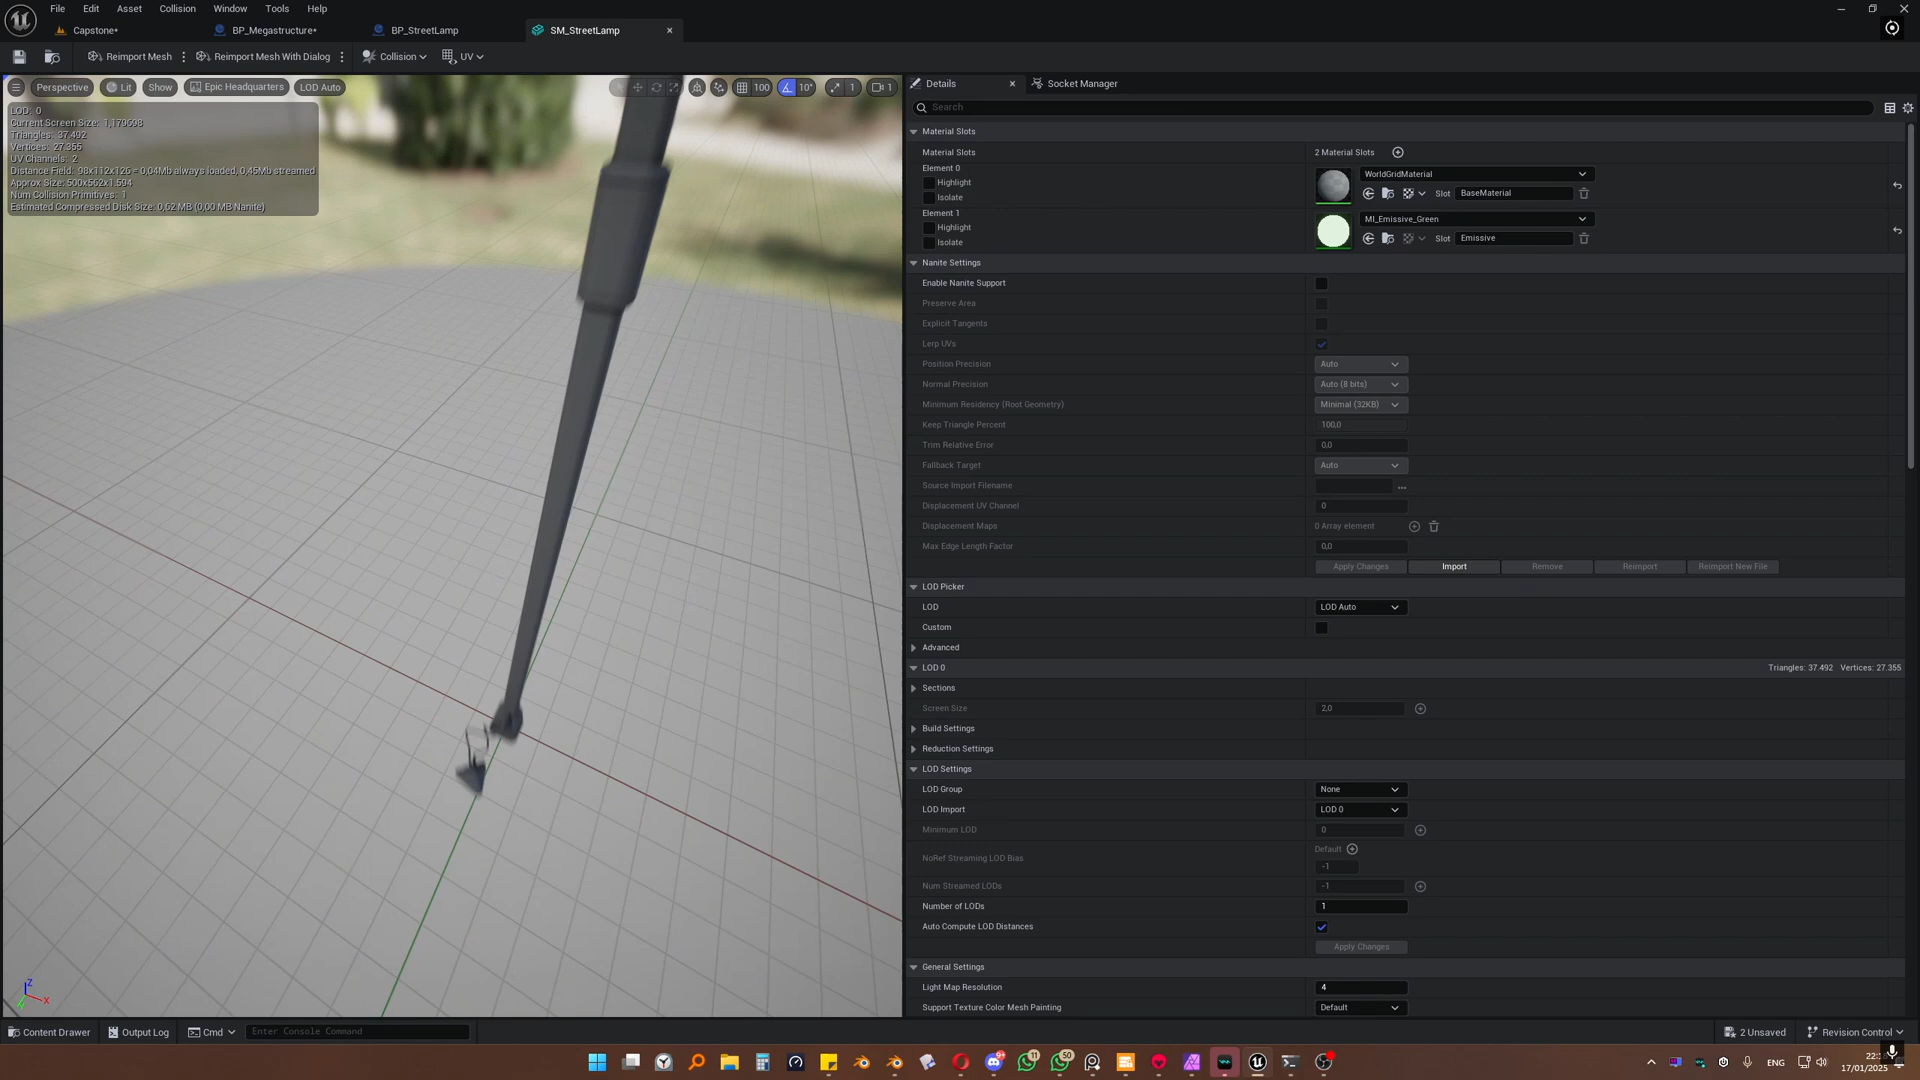 File Edit Asset Collision Window Tools Help
Capstone• BP_Megastructure• BP_StreetLamp SM_StreetLamp
Reimport Mesh Reimport Mesh With Dialog Collision UV
Perspective Lit Show Epic Headquarters LOD Auto 100 10° 1 1
LOD: 0
Current Screen Size: 1,179698
Triangles: 37.492
Vertices: 27.355
UV Channels: 2
Distance Field: 98x112x126 = 0,04Mb always loaded, 0,45Mb streamed
Approx Size: 500x562x1.594
Num Collision Primitives: 1
Estimated Compressed Disk Size: 0,62 MB (0,00 MB Nanite)
Z
X
Details Socket Manager
Search
Material Slots
Material Slots 2 Material Slots
Element 0 WorldGridMaterial
Highlight
Isolate Slot BaseMaterial
Element 1 MI_Emissive_Green
Highlight
Isolate Slot Emissive
Nanite Settings
Enable Nanite Support
Preserve Area
Explicit Tangents
Lerp UVs
Position Precision Auto
Normal Precision Auto (8 bits)
Minimum Residency (Root Geometry) Minimal (32KB)
Keep Triangle Percent 100,0
Trim Relative Error 0,0
Fallback Target Auto
Source Import Filename ...
Displacement UV Channel 0
Displacement Maps 0 Array element
Max Edge Length Factor 0,0
Apply Changes Import Remove Reimport Reimport New File
LOD Picker
LOD LOD Auto
Custom
Advanced
LOD 0 Triangles: 37.492 Vertices: 27.355
Sections
Screen Size 2,0
Build Settings
Reduction Settings
LOD Settings
LOD Group None
LOD Import LOD 0
Minimum LOD 0
Default
NoRef Streaming LOD Bias
-1
Num Streamed LODs -1
Number of LODs 1
Auto Compute LOD Distances
Apply Changes
General Settings
Light Map Resolution 4
Support Texture Color Mesh Painting Default
Content Drawer Output Log Cmd Enter Console Command 2 Unsaved Revision Control
9+ 11 50 ENG
17/01/2025